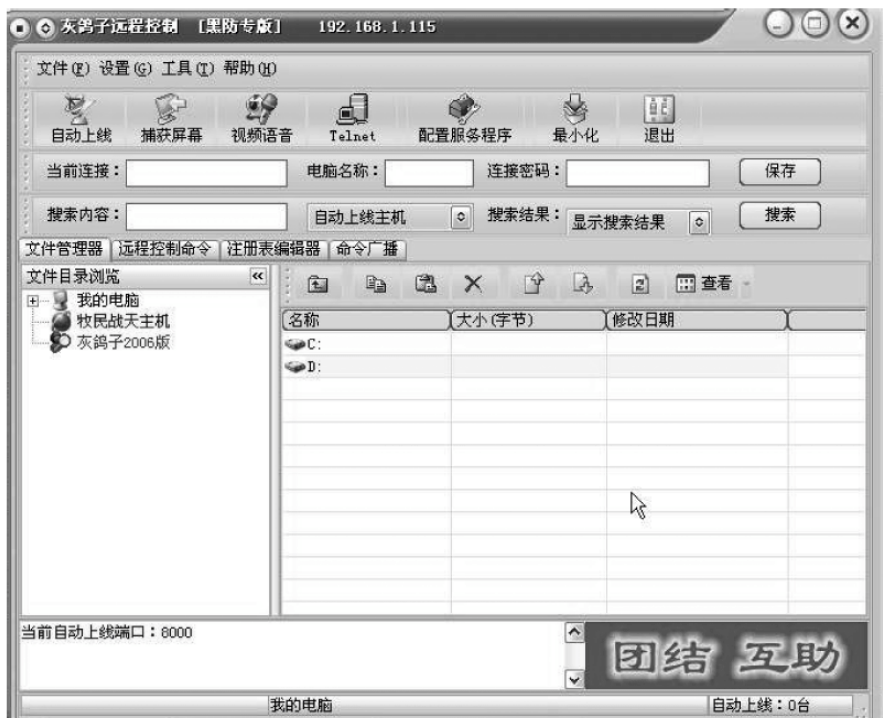 灰鸽子远程控制 [黑防专版] 192.168.1.115
文件(F) 设置(G) 工具(T) 帮助(H)
自动上线 捕获屏幕 视频语音 Telnet 配置服务程序 最小化 退出
当前连接： 电脑名称： 连接密码： 保存
搜索内容： 自动上线主机 搜索结果： 显示搜索结果 搜索
文件管理器 远程控制命令 注册表编辑器 命令广播
文件目录浏览 查看
我的电脑
牧民战天主机
灰鸽子2006版
名称 大小(字节) 修改日期
C:
D:
当前自动上线端口：8000
团结 互助
我的电脑 自动上线：0台